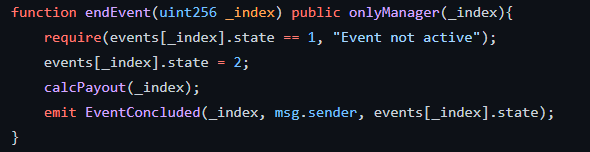 function endEvent(uint256 _index) public onlyManager(_index){
    require(events[_index].state == 1, "Event not active");
    events[_index].state = 2;
    calcPayout(_index);
    emit EventConcluded(_index, msg.sender, events[_index].state);
}